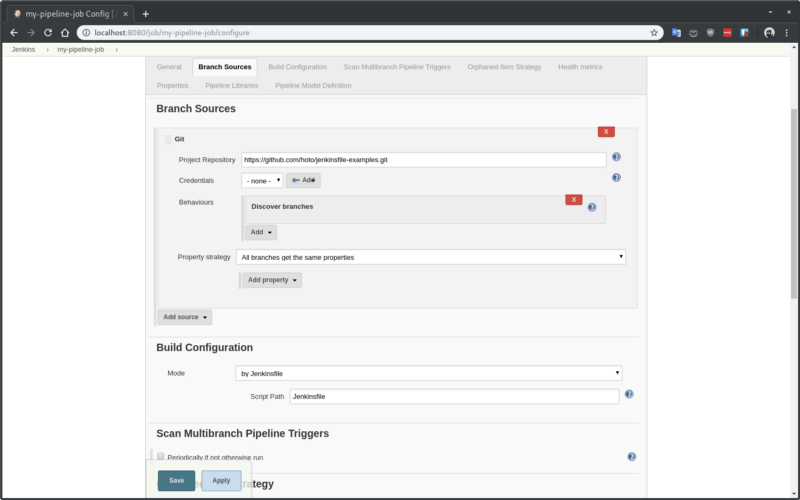 my-pipeline-job Config [ J
localhost:8080/job/my-pipeline-job/configure
Jenkins › my-pipeline-job ›
General Branch Sources Build Configuration Scan Multibranch Pipeline Triggers Orphaned Item Strategy Health metrics
Properties Pipeline Libraries Pipeline Model Definition
Branch Sources
X
Git
Project Repository https://github.com/hoto/jenkinsfile-examples.git
Credentials - none - Add
Behaviours
X
Discover branches
Add
Property strategy All branches get the same properties
Add property
Add source
Build Configuration
Mode by Jenkinsfile
Script Path Jenkinsfile
Scan Multibranch Pipeline Triggers
Periodically if not otherwise run
Save Apply